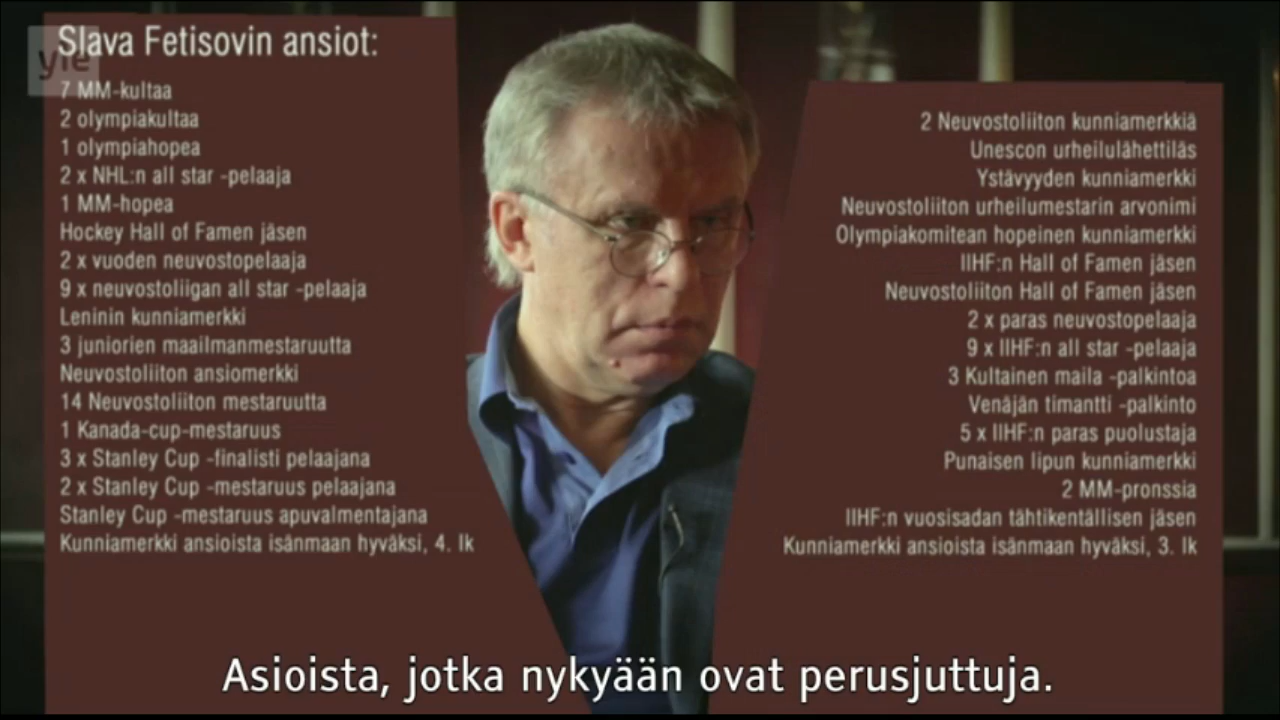 Slava Fetisovin ansiot:
yle
7 MM-kultaa
2 olympiakultaa
1 olympiahopea
2 x NHL:n all star -pelaaja
1 MM-hopea
Hockey Hall of Famen jäsen
2 x vuoden neuvostopelaaja
9 x neuvostoliigan all star -pelaaja
Leninin kunniamerkki
3 juniorien maailmanmestaruutta
Neuvostoliiton ansiomerkki
14 Neuvostoliiton mestaruutta
1 Kanada-cup-mestaruus
3 x Stanley Cup -finalisti pelaajana
2 x Stanley Cup -mestaruus pelaajana
Stanley Cup -mestaruus apuvalmentajana
Kunniamerkki ansioista isänmaan hyväksi, 4. lk
2 Neuvostoliiton kunniamerkkiä
Unescon urheilulähettiläs
Ystävyyden kunniamerkki
Neuvostoliiton urheilumestarin arvonimi
Olympiakomitean hopeinen kunniamerkki
IIHF:n Hall of Famen jäsen
Neuvostoliiton Hall of Famen jäsen
2 x paras neuvostopelaaja
9 x IIHF:n all star -pelaaja
3 Kultainen maila -palkintoa
Venäjän timantti -palkinto
5 x IIHF:n paras puolustaja
Punaisen lipun kunniamerkki
2 MM-pronssia
IIHF:n vuosisadan tähtikentällisen jäsen
Kunniamerkki ansioista isänmaan hyväksi, 3. lk
Asioista, jotka nykyään ovat perusjuttuja.